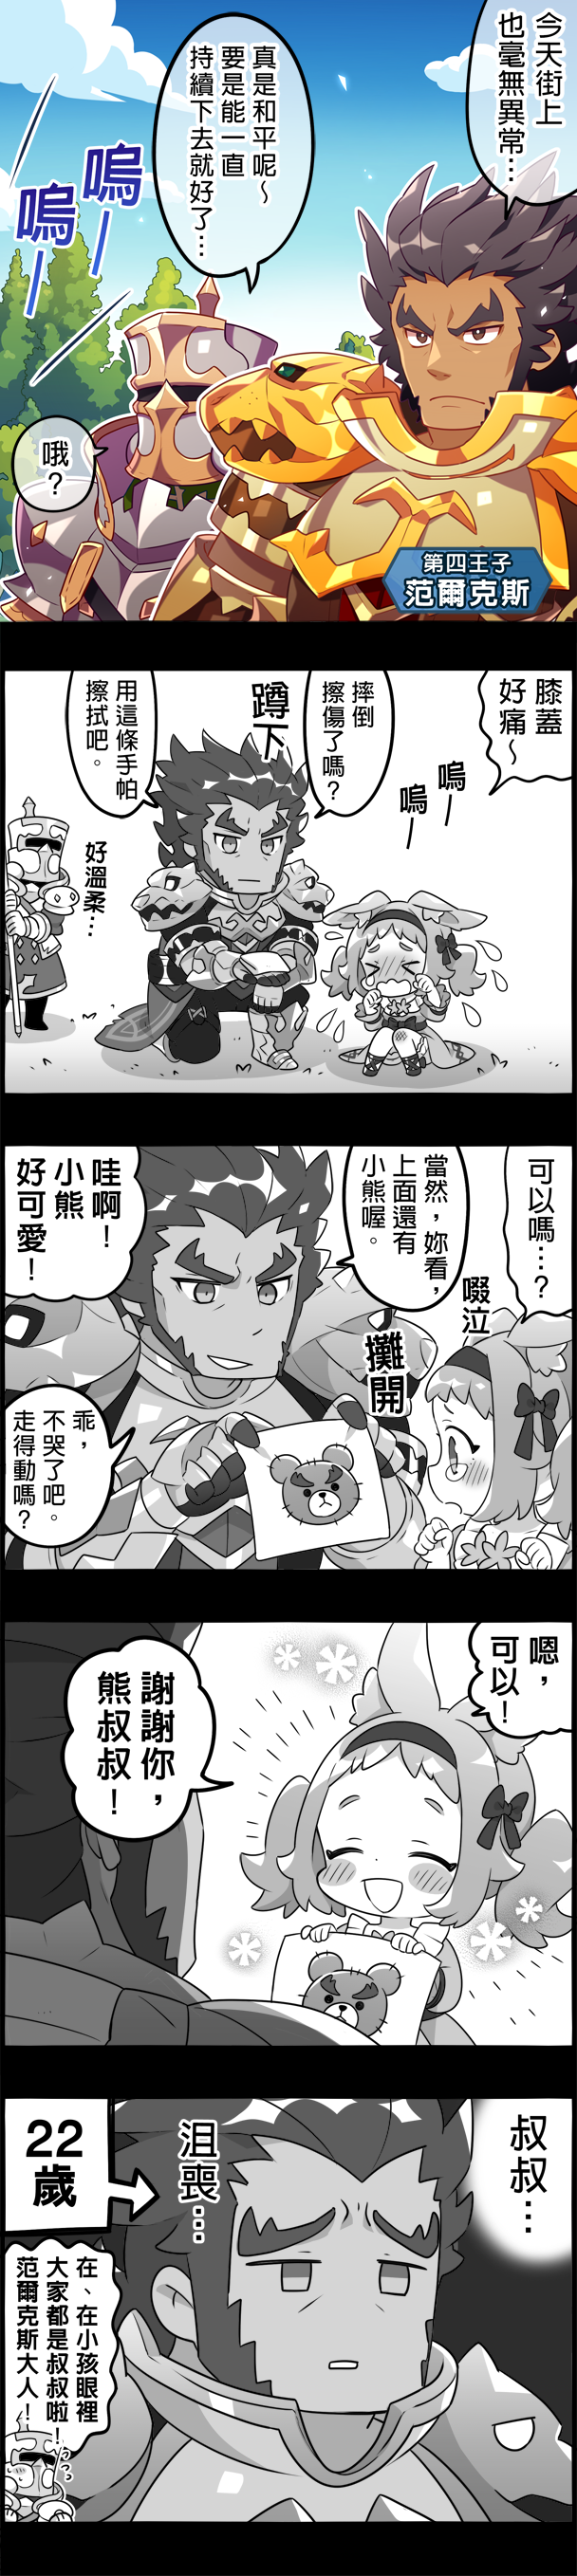 今天街上
也毫無異常…
真是和平呢～
要是能一直
持續下去就好了…
嗚—
嗚—
哦？
第四王子
范爾克斯
膝蓋
好痛～
嗚—
嗚—
摔倒
擦傷了嗎？
蹲下
用這條手帕
擦拭吧。
好溫柔…
可以嗎…？
啜泣
當然，妳看，
上面還有
小熊喔。
攤開
哇啊！
小熊
好可愛！
乖，
不哭了吧。
走得動嗎？
嗯，
可以！
謝謝你，
熊叔叔！
叔叔…
沮喪…
22
歲
在、在小孩眼裡
大家都是叔叔啦！
范爾克斯大人！